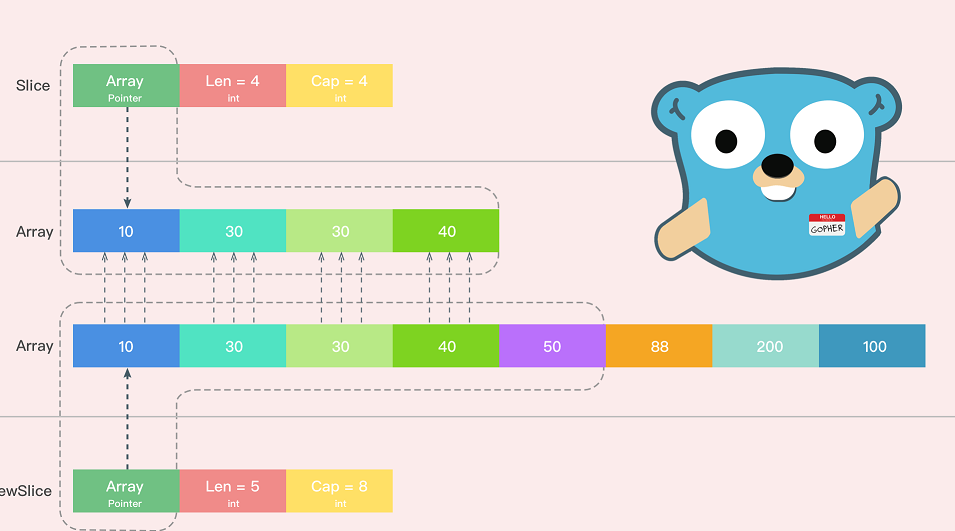 Slice
Array
Pointer
Len = 4
int
Cap = 4
int
HELLO
GOPHER
Array
10
30
30
40
Array
10
30
30
40
50
88
200
100
ewSlice
Array
Pointer
Len = 5
int
Cap = 8
int